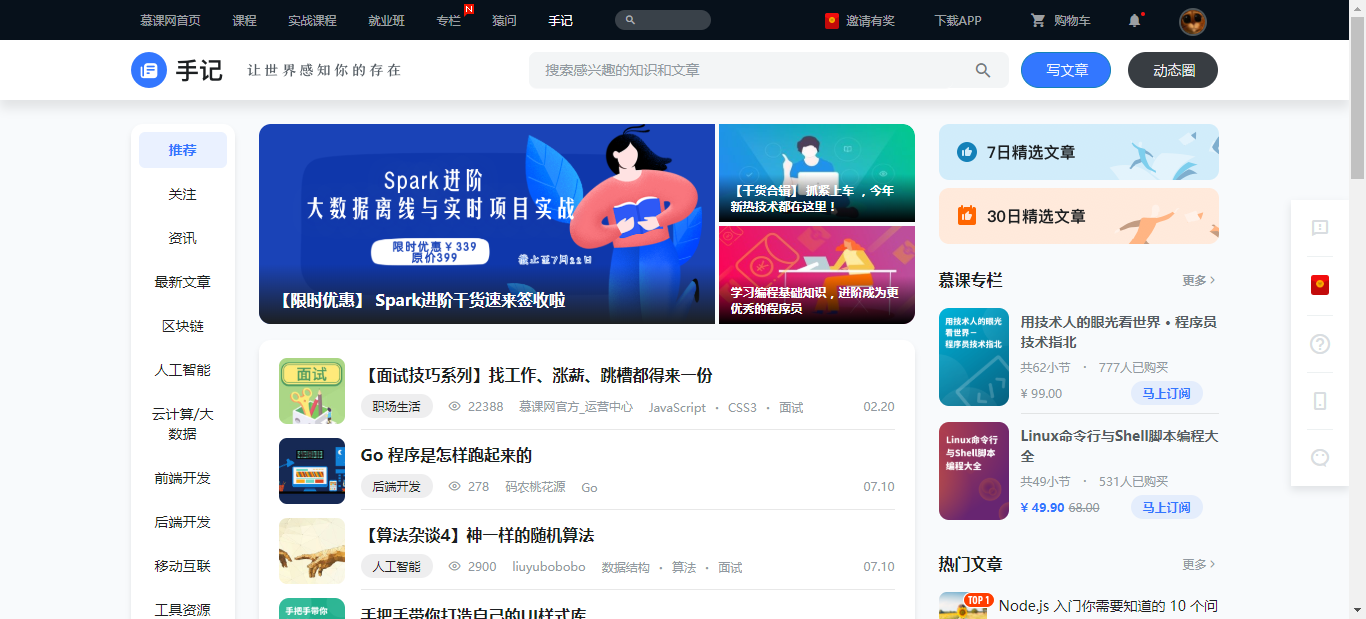 慕课网首页 课程 实战课程 就业班 专栏 N 猿问 手记 邀请有奖 下载APP 购物车
手记 让世界感知你的存在 搜索感兴趣的知识和文章 写文章 动态圈
推荐
关注
资讯
最新文章
区块链
人工智能
云计算/大
数据
前端开发
后端开发
移动互联
工具资源
Spark进阶
大数据离线与实时项目实战
限时优惠￥339
原价399
截止至7月22日
【限时优惠】 Spark进阶干货速来签收啦
【干货合辑】 抓紧上车 ，今年
新热技术都在这里！
学习编程基础知识，进阶成为更
优秀的程序员
面试
【面试技巧系列】找工作、涨薪、跳槽都得来一份
职场生活 22388 慕课网官方_运营中心 JavaScript · CSS3 · 面试 02.20
Go 程序是怎样跑起来的
后端开发 278 码农桃花源 Go 07.10
【算法杂谈4】神一样的随机算法
人工智能 2900 liuyubobobo 数据结构 · 算法 · 面试 07.10
手把手带你
手把手带你打造自己的UI样式库
7日精选文章
30日精选文章
慕课专栏 更多
用技术人的眼光
看世界－
程序员技术指北
用技术人的眼光看世界 • 程序员
技术指北
共62小节 · 777人已购买
¥ 99.00 马上订阅
Linux命令行
与Shell脚本
编程大全
Linux命令行与Shell脚本编程大
全
共49小节 · 531人已购买
¥ 49.90 68.00 马上订阅
热门文章 更多
TOP 1
Node.js 入门你需要知道的 10 个问